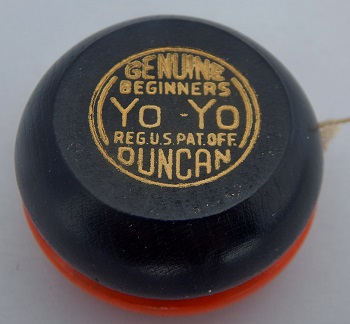 GENUINE
BEGINNERS
YO-YO
REG.U.S.PAT.OFF.
DUNCAN